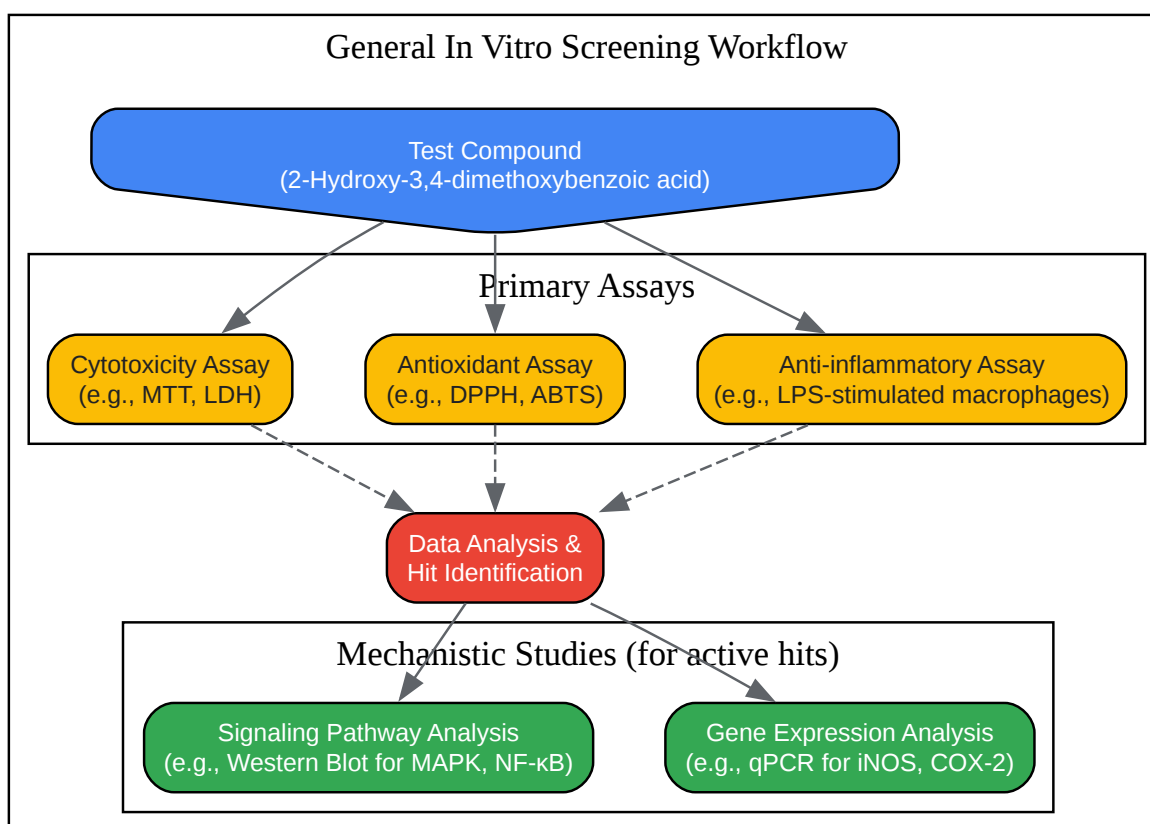 General In Vitro Screening Workflow
Test Compound
(2-Hydroxy-3,4-dimethoxybenzoic acid)
Primary Assays
Cytotoxicity Assay
(e.g., MTT, LDH)
Antioxidant Assay
(e.g., DPPH, ABTS)
Anti-inflammatory Assay
(e.g., LPS-stimulated macrophages)
Data Analysis &
Hit Identification
Mechanistic Studies (for active hits)
Signaling Pathway Analysis
(e.g., Western Blot for MAPK, NF-κB)
Gene Expression Analysis
(e.g., qPCR for iNOS, COX-2)